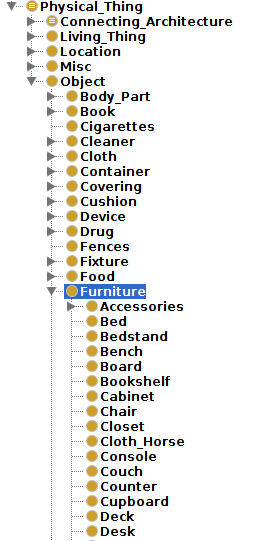 Physical_Thing
Connecting_Architecture
Living_Thing
Location
Misc
Object
Body_Part
Book
Cigarettes
Cleaner
Cloth
Container
Covering
Cushion
Device
Drug
Fences
Fixture
Food
Furniture
Accessories
Bed
Bedstand
Bench
Board
Bookshelf
Cabinet
Chair
Closet
Cloth_Horse
Console
Couch
Counter
Cupboard
Deck
Desk